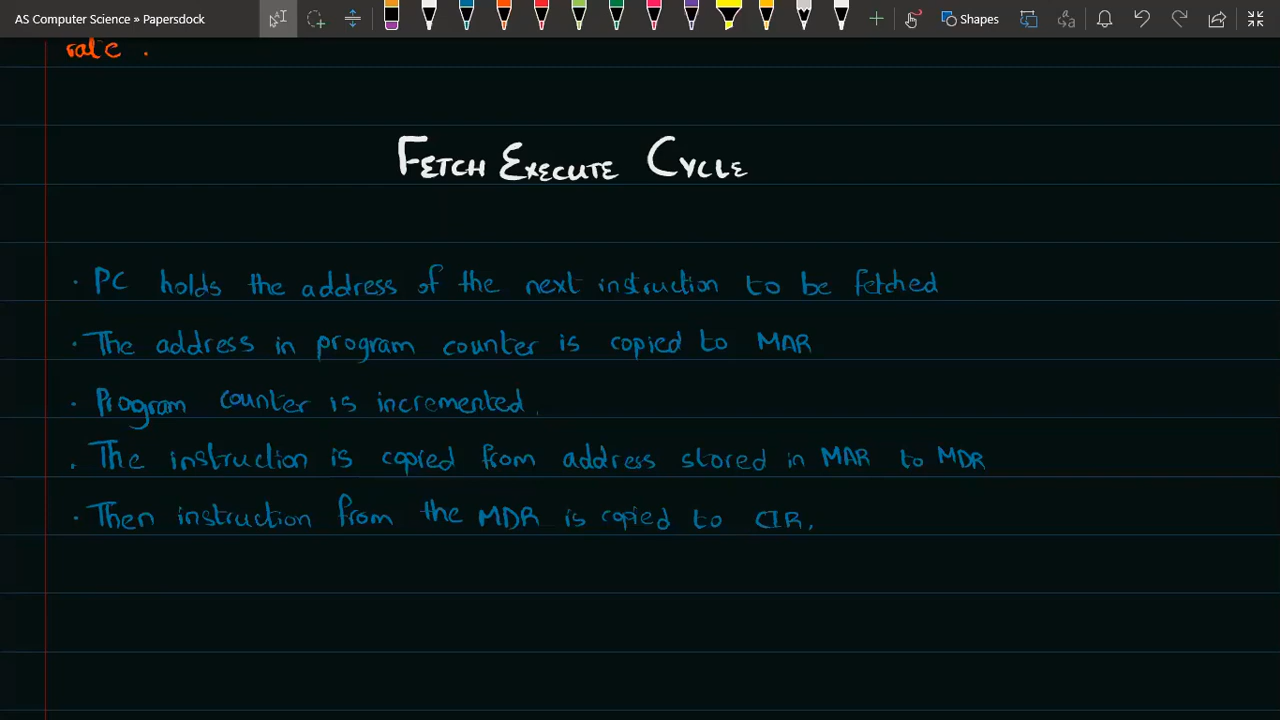 AS Computer Science » Papersdock
Shapes
rate .
FETCH EXECUTE CYCLE
· PC holds the address of the next instruction to be fetched
· The address in program counter is copied to MAR
· Program counter is incremented
· The instruction is copied from address stored in MAR to MDR
· Then instruction from the MDR is copied to CIR.